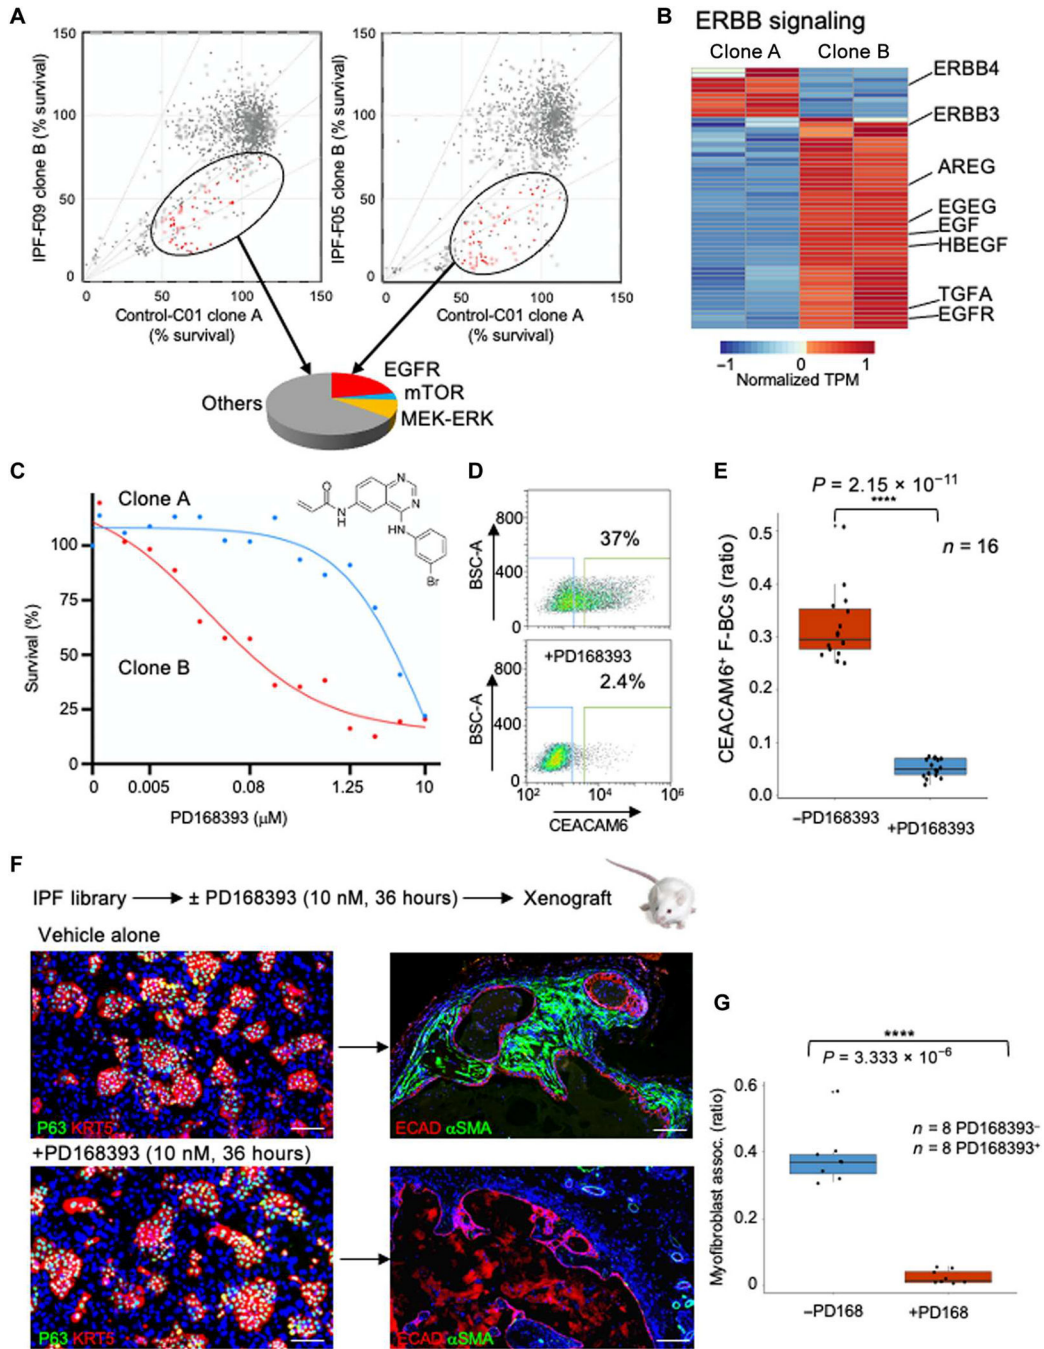 A
150
100
50
0
IPF-F09 clone B (% survival)
0
50
100
150
Control-C01 clone A
(% survival)
150
100
50
0
IPF-F05 clone B (% survival)
0
50
100
150
Control-C01 clone A
(% survival)
Others
EGFR
mTOR
MEK-ERK
B
ERBB signaling
Clone A
Clone B
ERBB4
ERBB3
AREG
EGEG
EGF
HBEGF
TGFA
EGFR
−1
0
1
Normalized TPM
C
Clone A
Clone B
Survival (%)
100
75
50
25
0
0
0.005
0.08
1.25
10
PD168393 (μM)
O
NH
N
N
HN
Br
D
BSC-A
800
400
0
37%
+PD168393
2.4%
BSC-A
800
400
0
10²
10⁴
10⁶
CEACAM6
E
P = 2.15 × 10⁻¹¹
****
n = 16
CEACAM6⁺ F-BCs (ratio)
0.5
0.4
0.3
0.2
0.1
0.0
−PD168393
+PD168393
F
IPF library
± PD168393 (10 nM, 36 hours)
Xenograft
Vehicle alone
P63 KRT5
ECAD αSMA
+PD168393 (10 nM, 36 hours)
P63 KRT5
ECAD αSMA
G
****
P = 3.333 × 10⁻⁶
n = 8 PD168393⁻
n = 8 PD168393⁺
Myofibroblast assoc. (ratio)
0.6
0.4
0.2
0
−PD168
+PD168